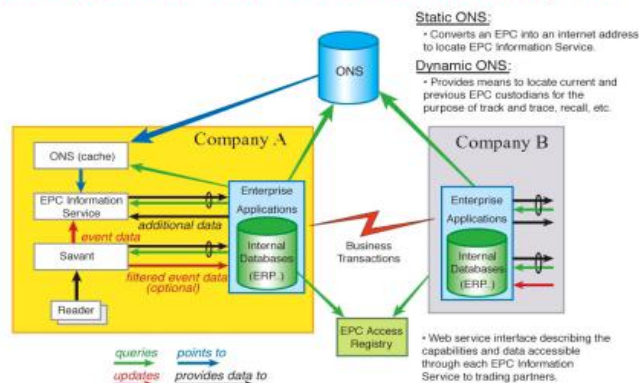 Static ONS:
• Converts an EPC into an internet address
to locate EPC Information Service.
Dynamic ONS:
• Provides means to locate current and
previous EPC custodians for the
purpose of track and trace, recall, etc.
ONS
Company A
ONS (cache)
EPC Information
Service
additional data
event data
Savant
filtered event data
(optional)
Reader
Enterprise
Applications
Internal
Databases
(ERP..)
Business
Transactions
Company B
Enterprise
Applications
Internal
Databases
(ERP..)
EPC Access
Registry
• Web service interface describing the
capabilities and data accessible
through each EPC Information
Service to trading partners.
queries
points to
updates
provides data to